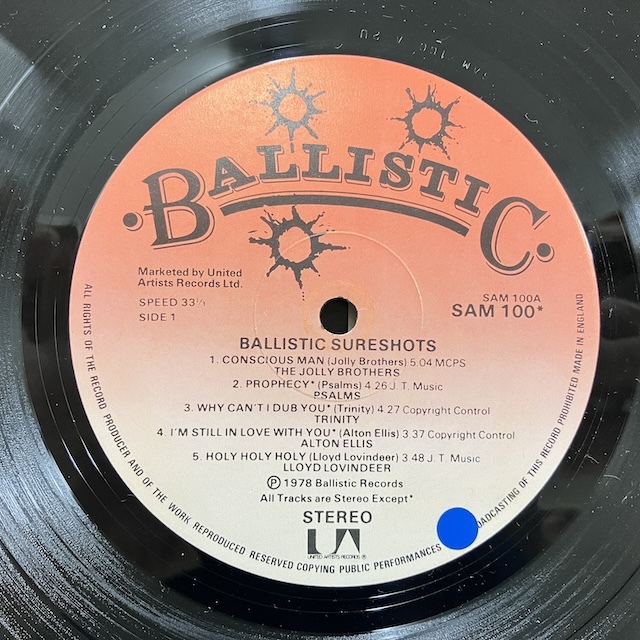 BALLISTIC
Marketed by United
Artists Records Ltd.
SPEED 33⅓
SIDE 1
SAM 100A
SAM 100*
BALLISTIC SURESHOTS
1. CONSCIOUS MAN (Jolly Brothers) 5.04 MCPS
THE JOLLY BROTHERS
2. PROPHECY* (Psalms) 4.26 J. T. Music
PSALMS
3. WHY CAN'T I DUB YOU* (Trinity) 4.27 Copyright Control
TRINITY
4. I'M STILL IN LOVE WITH YOU* (Alton Ellis) 3.37 Copyright Control
ALTON ELLIS
5. HOLY HOLY HOLY (Lloyd Lovindeer) 3.48 J. T. Music
LLOYD LOVINDEER
Ⓟ 1978 Ballistic Records
All Tracks are Stereo Except*
STEREO
UA
UNITED ARTISTS RECORDS ®
ALL RIGHTS OF THE RECORD PRODUCER AND OF THE WORK REPRODUCED RESERVED COPYING PUBLIC PERFORMANCES OADCASTING OF THIS RECORD PROHIBITED MADE IN ENGLAND